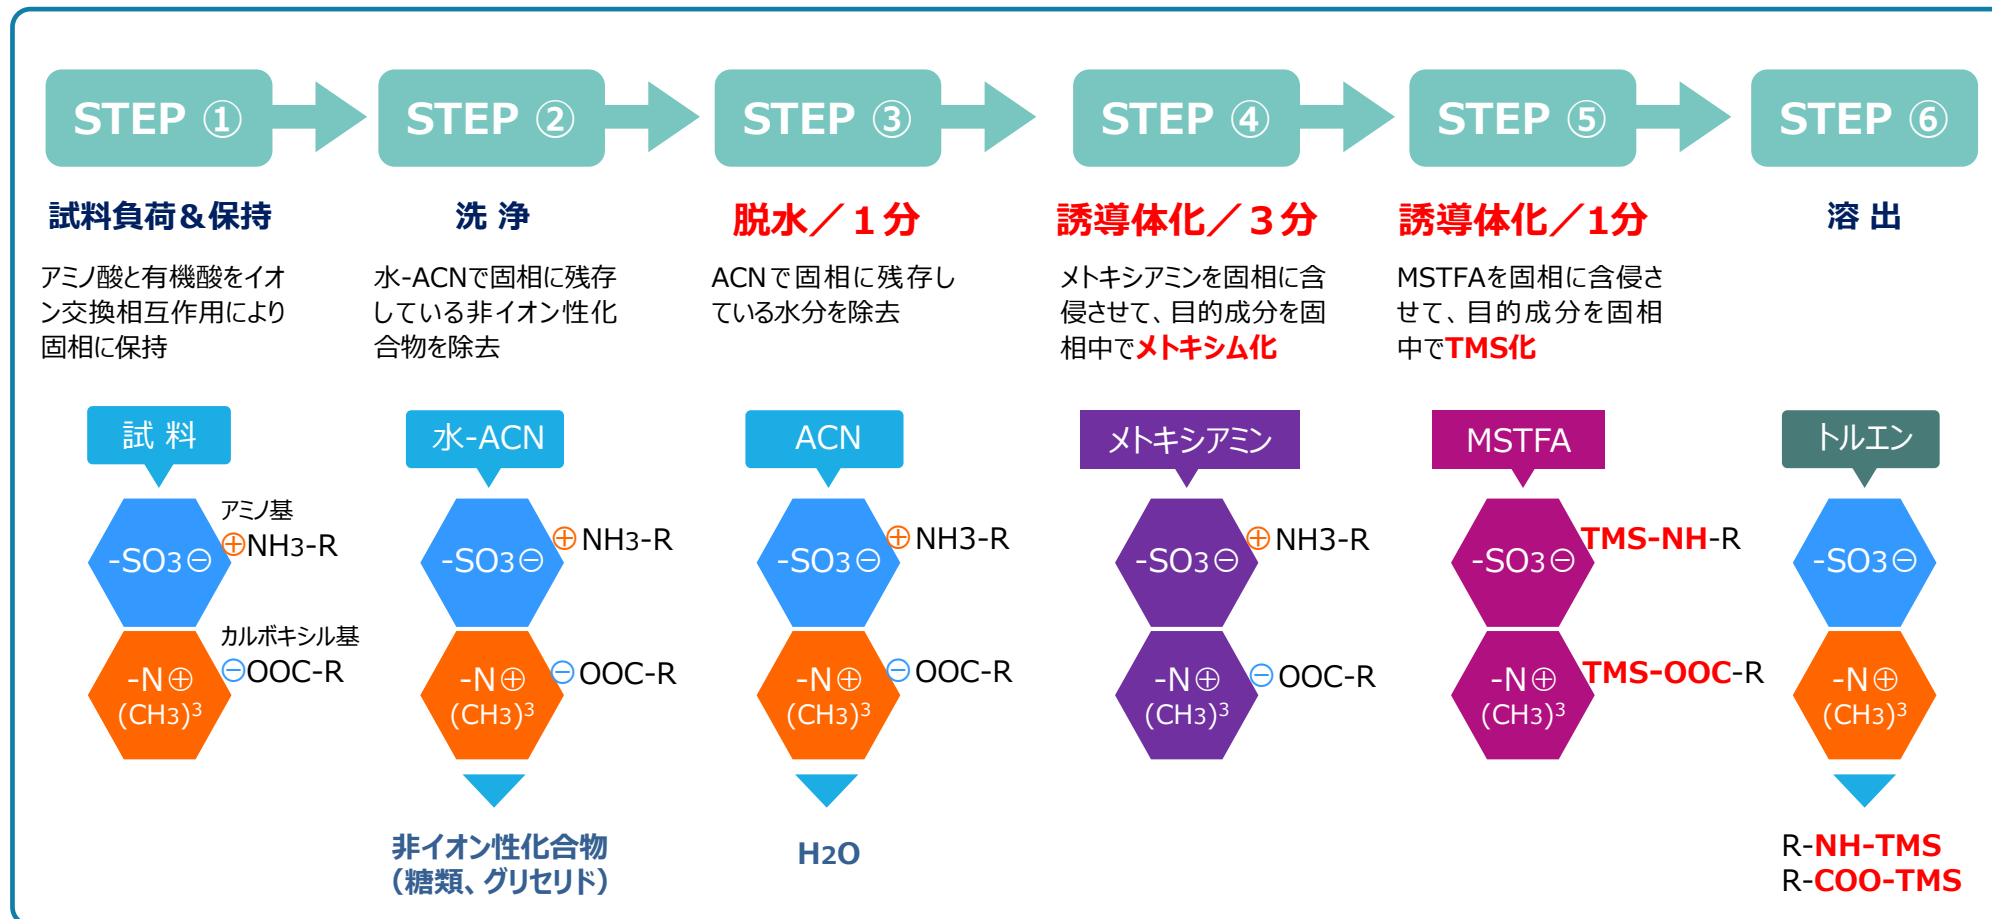 STEP ①
STEP ②
STEP ③
STEP ④
STEP ⑤
STEP ⑥
試料負荷&保持
洗 浄
脱水／１分
誘導体化／３分
誘導体化／1分
溶 出
アミノ酸と有機酸をイオ
ン交換相互作用により
固相に保持
水-ACNで固相に残存
している非イオン性化
合物を除去
ACNで固相に残存し
ている水分を除去
メトキシアミンを固相に含
侵させて、目的成分を固
相中でメトキシム化
MSTFAを固相に含侵さ
せて、目的成分を固相
中でTMS化
試 料
水-ACN
ACN
メトキシアミン
MSTFA
トルエン
アミノ基
-SO3⊖
⊕NH3-R
カルボキシル基
-N⊕
(CH3)³
⊖OOC-R
-SO3⊖
⊕NH3-R
-N⊕
(CH3)³
⊖OOC-R
-SO3⊖
⊕NH3-R
-N⊕
(CH3)³
⊖OOC-R
-SO3⊖
⊕NH3-R
-N⊕
(CH3)³
⊖OOC-R
-SO3⊖
TMS-NH-R
-N⊕
(CH3)³
TMS-OOC-R
-SO3⊖
-N⊕
(CH3)³
非イオン性化合物
（糖類、グリセリド）
H2O
R-NH-TMS
R-COO-TMS